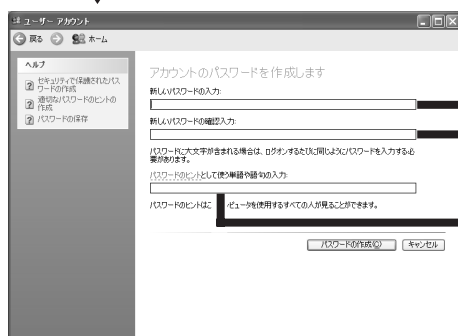 ユーザー アカウント
戻る ホーム
ヘルプ
セキュリティで保護されたパス
ワードの作成
適切なパスワードのヒントの
作成
パスワードの保存
アカウントのパスワードを作成します
新しいパスワードの入力:
新しいパスワードの確認入力:
パスワードに大文字が含まれる場合は、ログオンするたびに同じようにパスワードを入力する必
要があります。
パスワードのヒントとして使う単語や語句の入力:
パスワードのヒントはこ ピュータを使用するすべての人が見ることができます。
パスワードの作成(C) キャンセル